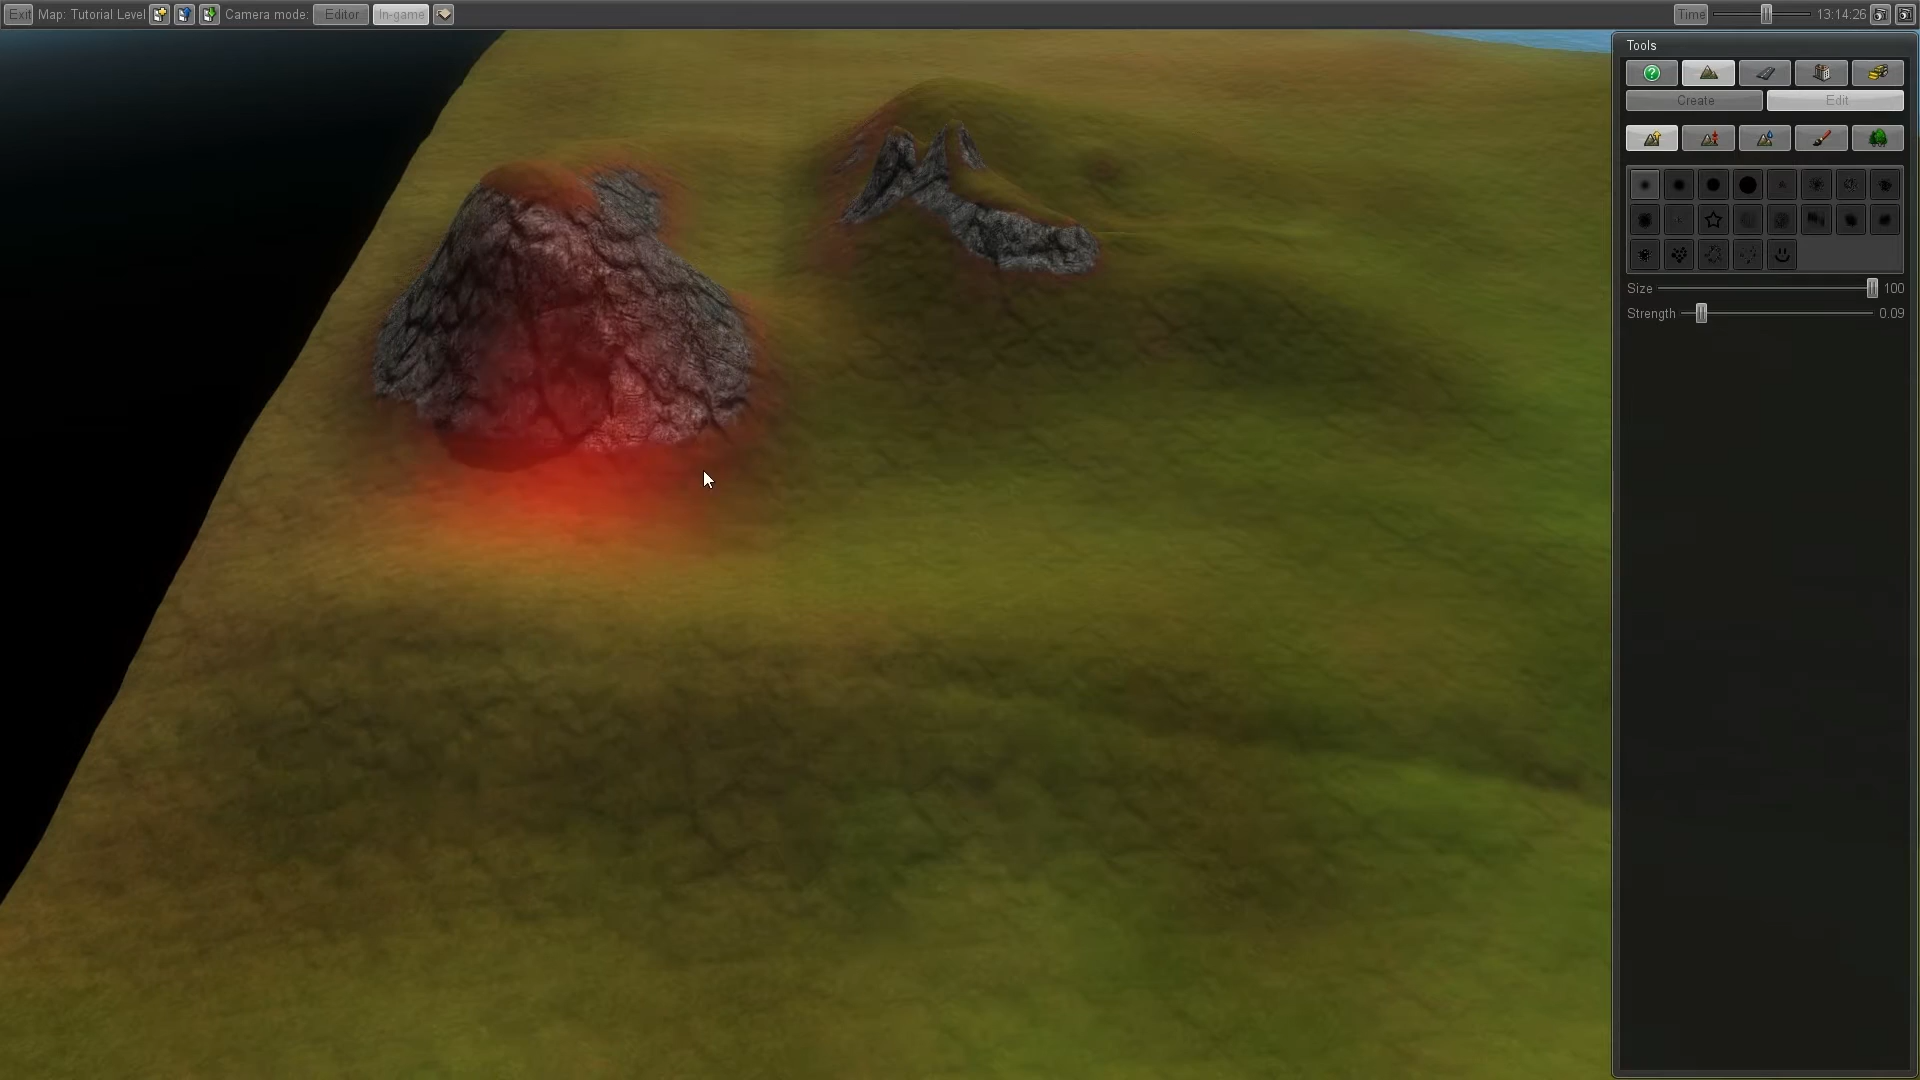 Exit Map: Tutorial Level Camera mode: Editor In-game Time 13:14:26
Tools
Create Edit
Size 100
Strength 0.09